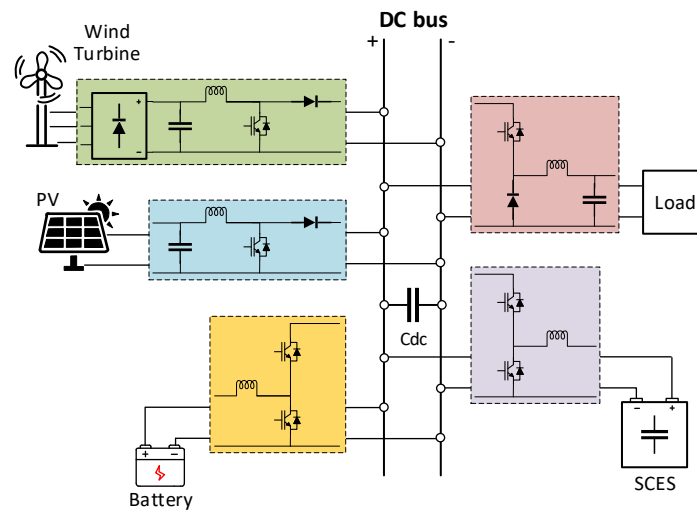 DC bus
+ -
Wind
Turbine
+
-
PV
Load
Cdc
+ -
Battery
- +
SCES